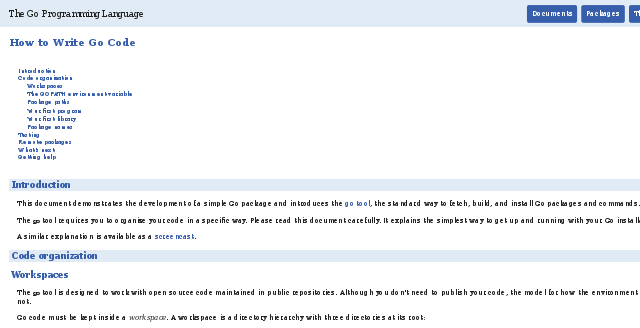 The Go Programming Language
Documents Packages
How to Write Go Code
Introduction
Code organization
Workspaces
The GOPATH environment variable
Package paths
Your first program
Your first library
Package names
Testing
Remote packages
What's next
Getting help
Introduction
This document demonstrates the development of a simple Go package and introduces the go tool, the standard way to fetch, build, and install Go packages and commands.
The go tool requires you to organise your code in a specific way. Please read this document carefully. It explains the simplest way to get up and running with your Go
A similar explanation is available as a screencast.
Code organization
Workspaces
The go tool is designed to work with open source code maintained in public repositories. Although you don't need to publish your code, the model for how the environment
not.
Go code must be kept inside a workspace. A workspace is a directory hierarchy with three directories at its root: